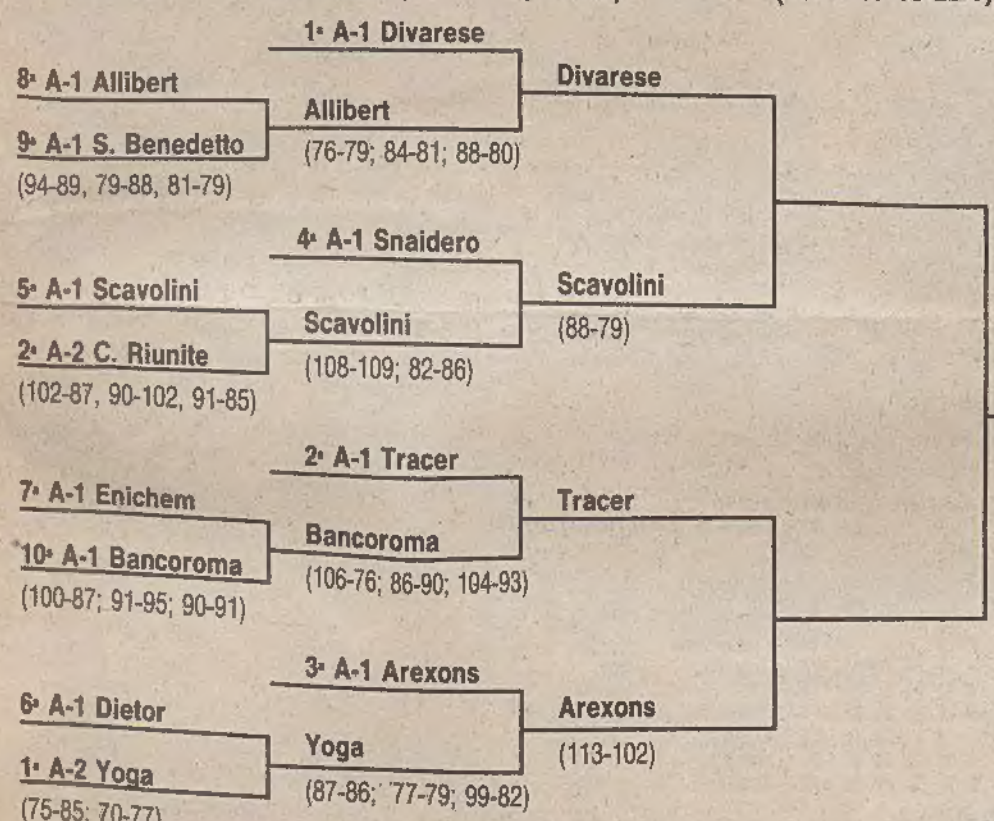 1ª A-1 Divarese
8ª A-1 Allibert
Divarese
Allibert
9ª A-1 S. Benedetto
(76-79; 84-81; 88-80)
(94-89, 79-88, 81-79)
4ª A-1 Snaidero
5ª A-1 Scavolini
Scavolini
Scavolini
(88-79)
2ª A-2 C. Riunite
(108-109; 82-86)
(102-87, 90-102, 91-85)
2ª A-1 Tracer
7ª A-1 Enichem
Tracer
Bancoroma
10ª A-1 Bancoroma
(106-76; 86-90; 104-93)
(100-87; 91-95; 90-91)
3ª A-1 Arexons
6ª A-1 Dietor
Arexons
Yoga
(113-102)
1ª A-2 Yoga
(87-86; 77-79; 99-82)
(75-85; 70-77)